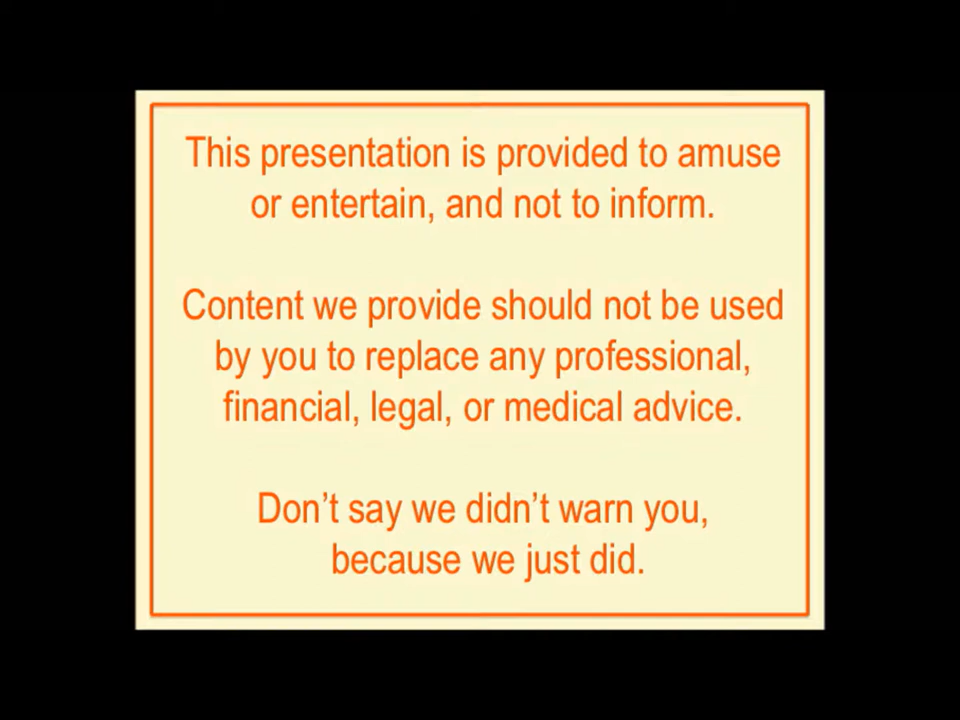 This presentation is provided to amuse
or entertain, and not to inform.
Content we provide should not be used
by you to replace any professional,
financial, legal, or medical advice.
Don’t say we didn’t warn you,
because we just did.